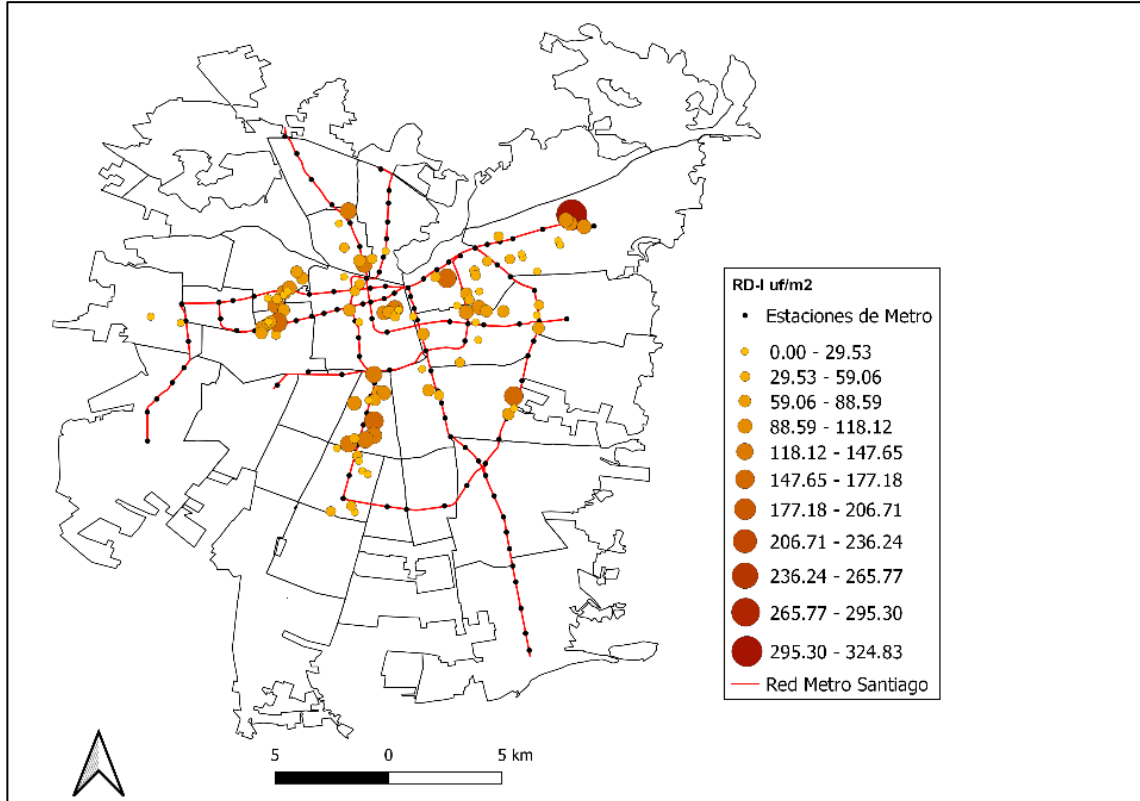 RD-I uf/m2
Estaciones de Metro
0.00 - 29.53
29.53 - 59.06
59.06 - 88.59
88.59 - 118.12
118.12 - 147.65
147.65 - 177.18
177.18 - 206.71
206.71 - 236.24
236.24 - 265.77
265.77 - 295.30
295.30 - 324.83
Red Metro Santiago
5 0 5 km